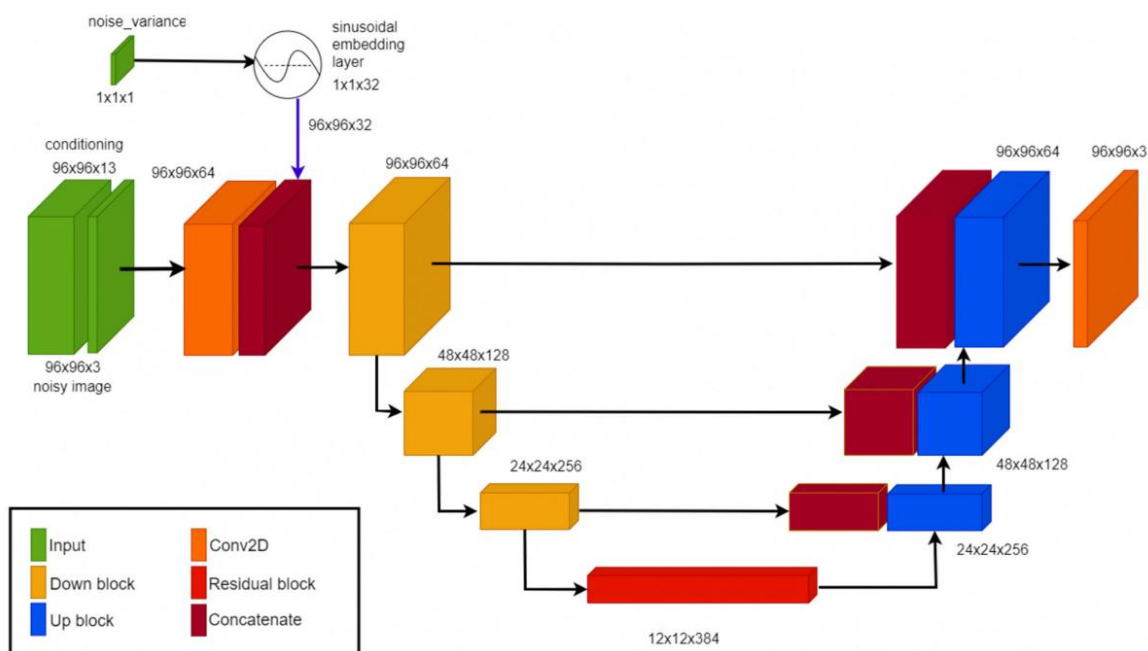 noise_variance
1x1x1
sinusoidal
embedding
layer
1x1x32
96x96x32
conditioning
96x96x13
96x96x64
96x96x3
noisy image
96x96x64
48x48x128
24x24x256
12x12x384
24x24x256
48x48x128
96x96x64
96x96x3
Input
Conv2D
Down block
Residual block
Up block
Concatenate